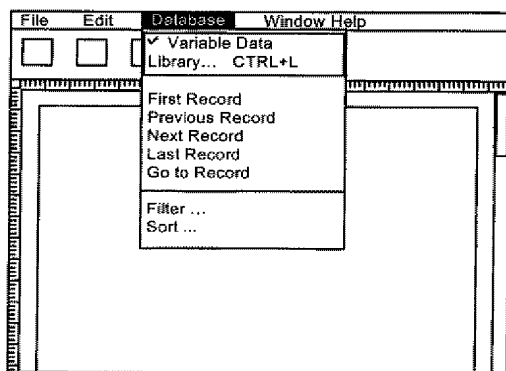 File Edit Database Window Help
✓ Variable Data
Library... CTRL+L
First Record
Previous Record
Next Record
Last Record
Go to Record
Filter ...
Sort ...